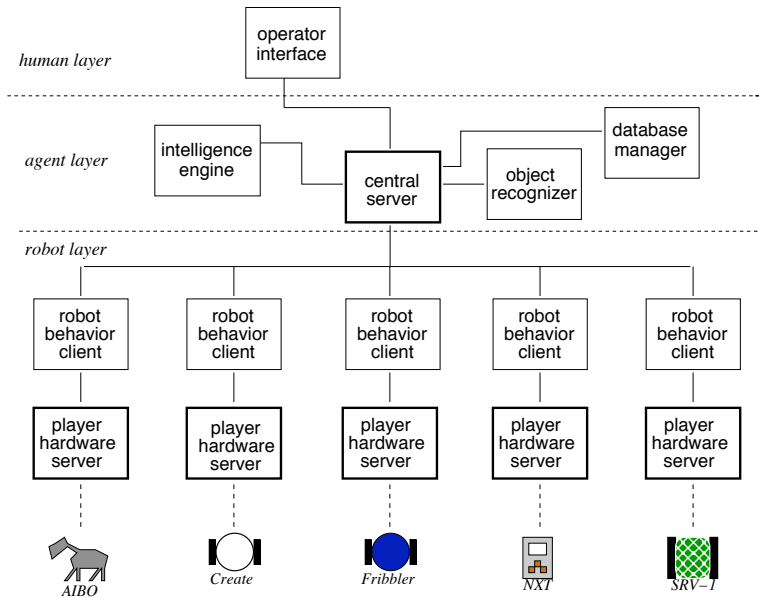 operator
interface
human layer
agent layer
intelligence
engine
central
server
object
recognizer
database
manager
robot layer
robot
behavior
client
robot
behavior
client
robot
behavior
client
robot
behavior
client
robot
behavior
client
player
hardware
server
player
hardware
server
player
hardware
server
player
hardware
server
player
hardware
server
AIBO
Create
Fribbler
NXT
SRV−1